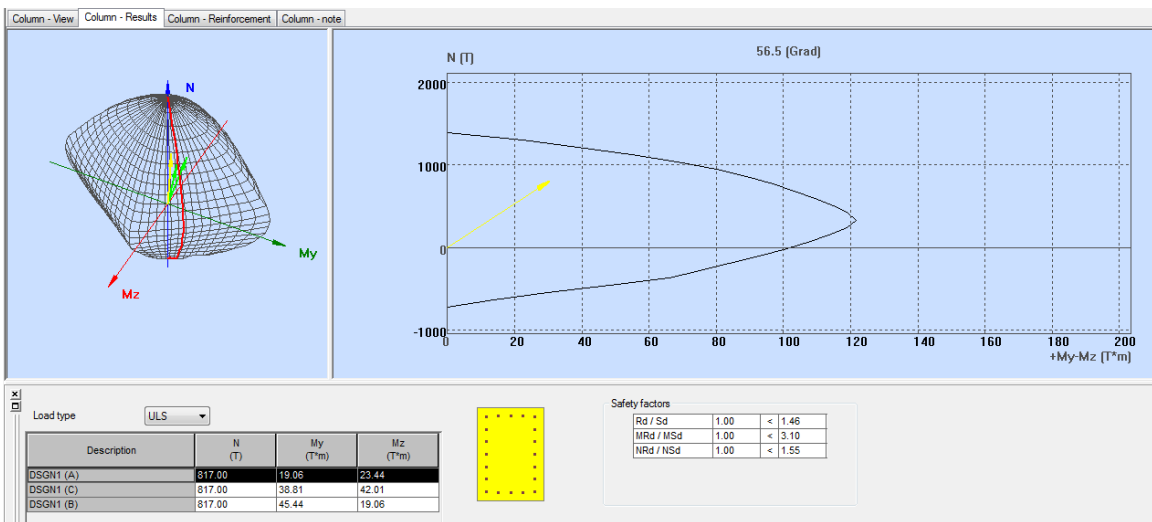 Column - View Column - Results Column - Reinforcement Column - note
N
My
Mz
56.5 (Grad)
N (T)
2000
1000
0
-1000
0 20 40 60 80 100 120 140 160 180 200
+My-Mz (T*m)
Load type ULS
Description N (T) My (T*m) Mz (T*m)
DSGN1 (A) 817.00 19.06 23.44
DSGN1 (C) 817.00 38.81 42.01
DSGN1 (B) 817.00 45.44 19.06
Safety factors
Rd / Sd 1.00 < 1.46
MRd / MSd 1.00 < 3.10
NRd / NSd 1.00 < 1.55